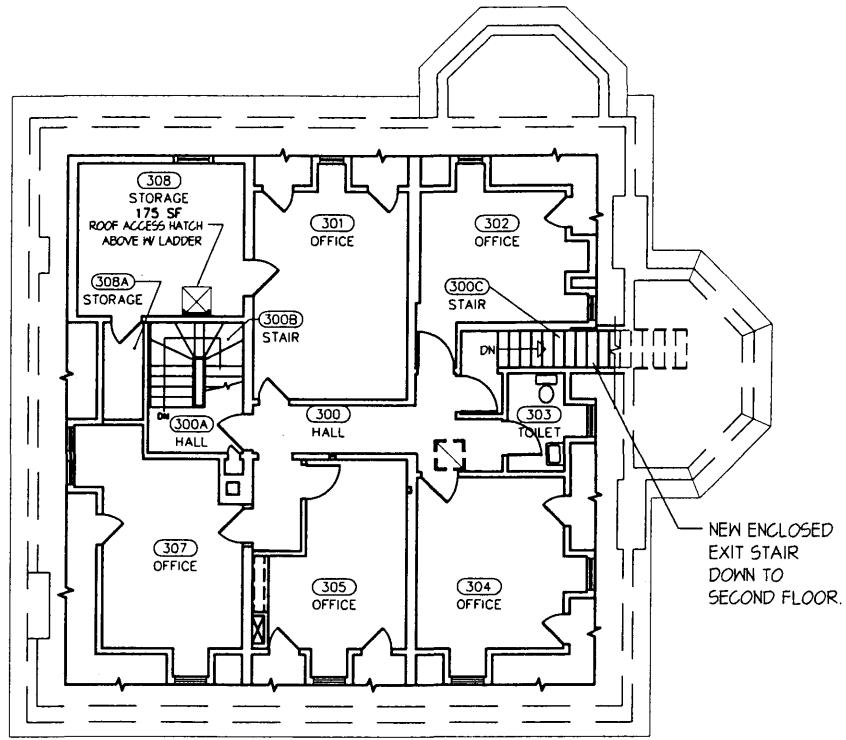 308
STORAGE
175 SF
ROOF ACCESS HATCH
ABOVE W/ LADDER
301
OFFICE
302
OFFICE
308A
STORAGE
300C
STAIR
300B
STAIR
DN
DN
300A
HALL
300
HALL
303
TOILET
NEW ENCLOSED
EXIT STAIR
DOWN TO
SECOND FLOOR.
307
OFFICE
305
OFFICE
304
OFFICE